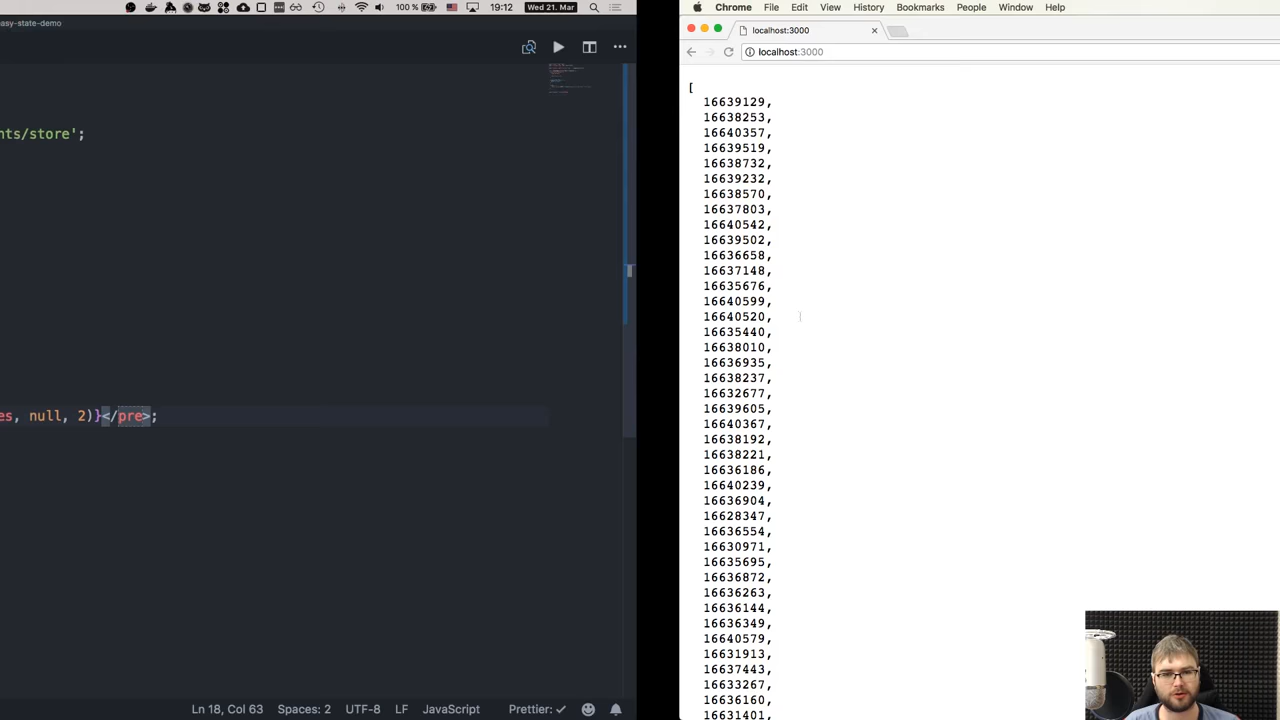 100 %
19:12
Wed 21. Mar
easy-state-demo
nts/store';
es, null, 2)}</pre>;
Ln 18, Col 63
Spaces: 2
UTF-8
LF
JavaScript
Prettier: ✓
Chrome
File
Edit
View
History
Bookmarks
People
Window
Help
localhost:3000
localhost:3000
[
16639129,
16638253,
16640357,
16639519,
16638732,
16639232,
16638570,
16637803,
16640542,
16639502,
16636658,
16637148,
16635676,
16640599,
16640520,
16635440,
16638010,
16636935,
16638237,
16632677,
16639605,
16640367,
16638192,
16638221,
16636186,
16640239,
16636904,
16628347,
16636554,
16630971,
16635695,
16636872,
16636263,
16636144,
16636349,
16640579,
16631913,
16637443,
16633267,
16636160,
16631401,